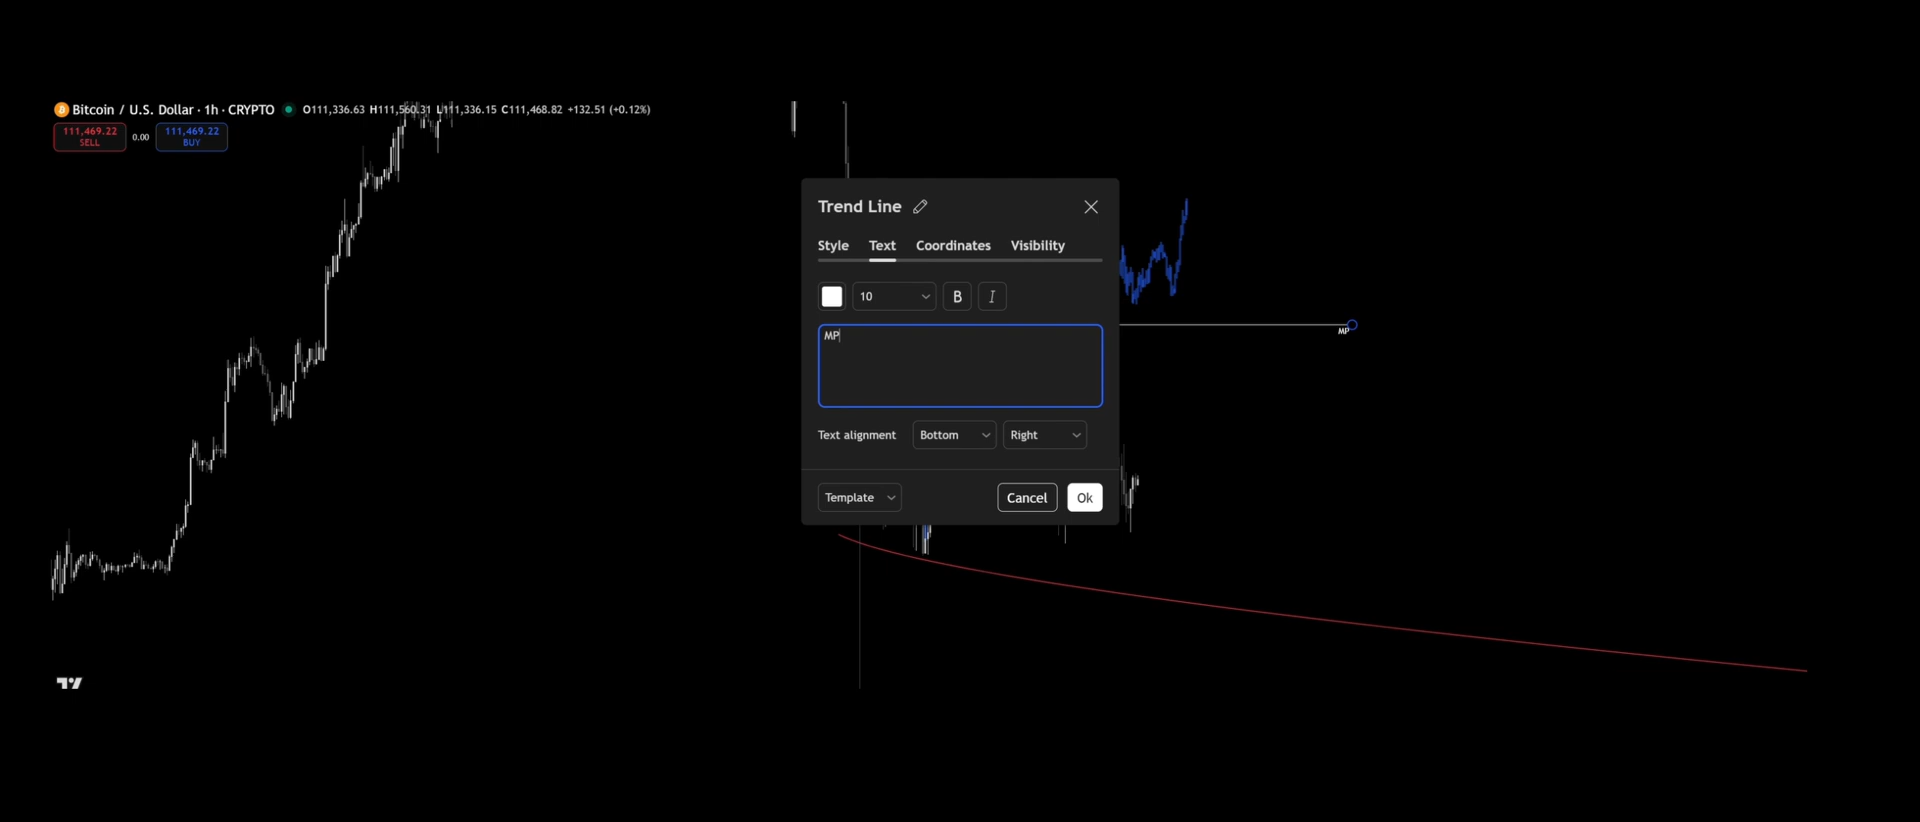 Bitcoin / U.S. Dollar · 1h · CRYPTO O111,336.63 H111,560.31 L111,336.15 C111,468.82 +132.51 (+0.12%)
111,469.22 0.00 111,469.22
SELL BUY
Trend Line
Style Text Coordinates Visibility
10 B I
MP
MP
Text alignment Bottom Right
Template Cancel Ok